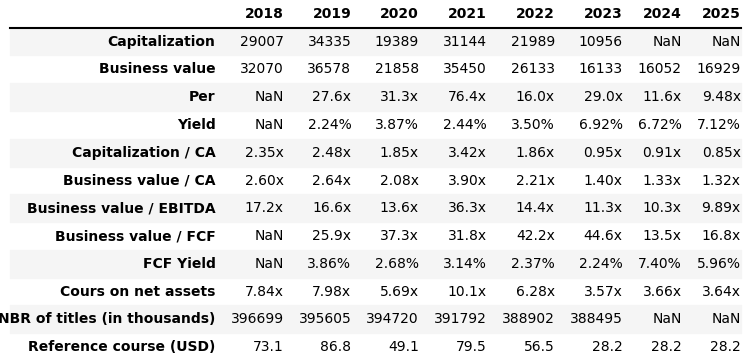 2018 2019 2020 2021 2022 2023 2024 2025
Capitalization 29007 34335 19389 31144 21989 10956 NaN NaN
Business value 32070 36578 21858 35450 26133 16133 16052 16929
Per NaN 27.6x 31.3x 76.4x 16.0x 29.0x 11.6x 9.48x
Yield NaN 2.24% 3.87% 2.44% 3.50% 6.92% 6.72% 7.12%
Capitalization / CA 2.35x 2.48x 1.85x 3.42x 1.86x 0.95x 0.91x 0.85x
Business value / CA 2.60x 2.64x 2.08x 3.90x 2.21x 1.40x 1.33x 1.32x
Business value / EBITDA 17.2x 16.6x 13.6x 36.3x 14.4x 11.3x 10.3x 9.89x
Business value / FCF NaN 25.9x 37.3x 31.8x 42.2x 44.6x 13.5x 16.8x
FCF Yield NaN 3.86% 2.68% 3.14% 2.37% 2.24% 7.40% 5.96%
Cours on net assets 7.84x 7.98x 5.69x 10.1x 6.28x 3.57x 3.66x 3.64x
NBR of titles (in thousands) 396699 395605 394720 391792 388902 388495 NaN NaN
Reference course (USD) 73.1 86.8 49.1 79.5 56.5 28.2 28.2 28.2